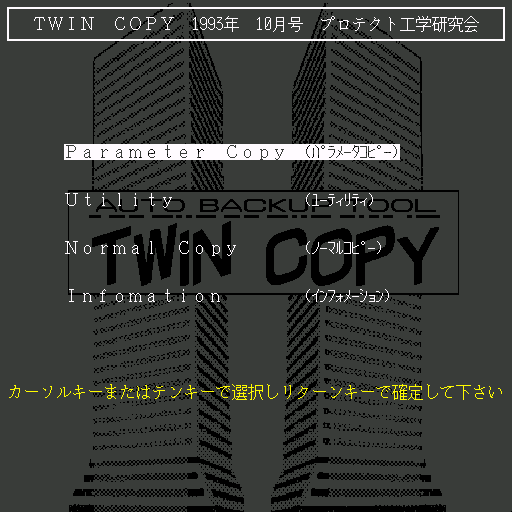 ＴＷＩＮ　ＣＯＰＹ　1993年　10月号　プロテクト工学研究会
Ｐａｒａｍｅｔｅｒ　Ｃｏｐｙ　(ﾊﾟﾗﾒｰﾀｺﾋﾟｰ)
Ｕｔｉｌｉｔｙ　(ﾕｰﾃｨﾘﾃｨ)
AUTO BACKUP TOOL
Ｎｏｒｍａｌ　Ｃｏｐｙ　(ﾉｰﾏﾙｺﾋﾟｰ)
TWIN COPY
Ｉｎｆｏｍａｔｉｏｎ　(ｲﾝﾌｫﾒｰｼｮﾝ)
カーソルキーまたはテンキーで選択しリターンキーで確定して下さい